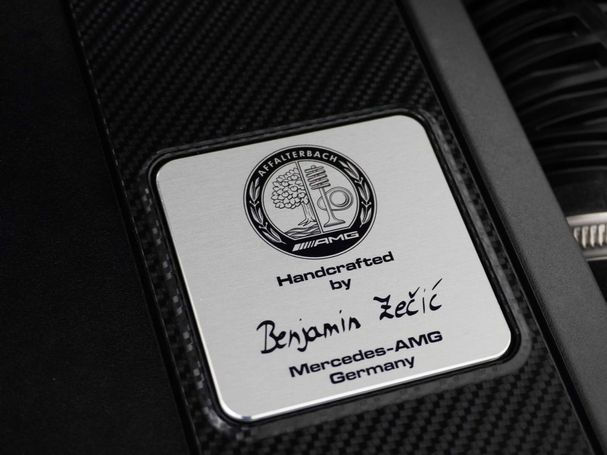 AFFALTERBACH
AMG
Handcrafted
by
Benjamin Zečić
Mercedes-AMG
Germany